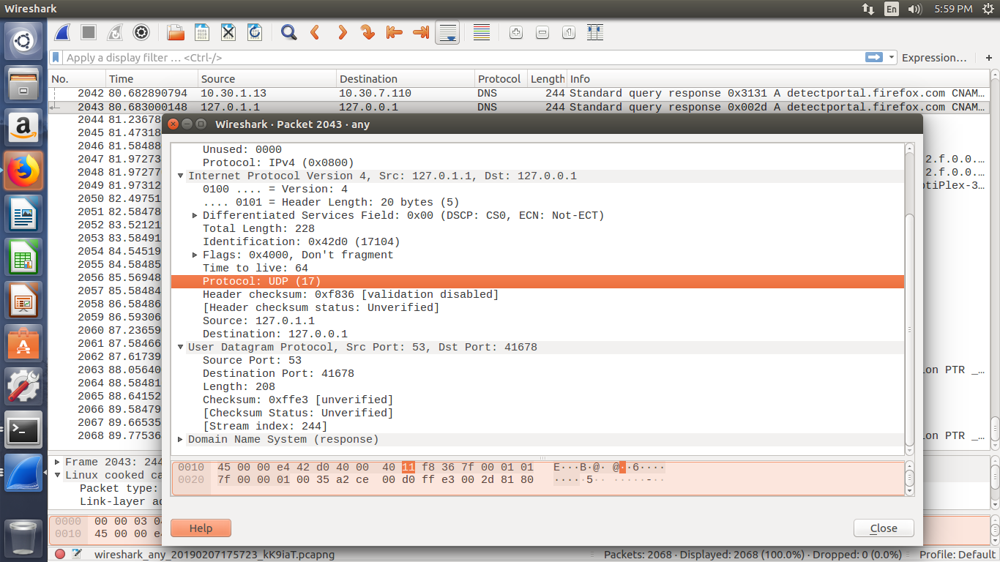 Wireshark
En
5:59 PM
Apply a display filter … <Ctrl-/>
Expression…
+
No. Time Source Destination Protocol Length Info
2042 80.682890794 10.30.1.13 10.30.7.110 DNS 244 Standard query response 0x3131 A detectportal.firefox.com CNAM…
2043 80.683000148 127.0.1.1 127.0.0.1 DNS 244 Standard query response 0x002d A detectportal.firefox.com CNAM…
2044 81.23678
2045 81.47318
2046 81.58488
2047 81.97273 2.f.0.0.…
2048 81.97277 2.f.0.0.…
2049 81.97312 ptiPlex-3…
2050 82.49751
2051 82.58478
2052 83.52121
2053 83.58491
2054 84.54519
2055 84.58485
2056 85.56948
2057 85.58484
2058 86.58486
2059 86.59306
2060 87.23659
2061 87.58466
2062 87.61739
2063 88.05640 ion PTR _…
2064 88.58481
2065 88.64152
2066 89.58479
2067 89.66535
2068 89.77536 ion PTR _…
Wireshark · Packet 2043 · any
Unused: 0000
Protocol: IPv4 (0x0800)
Internet Protocol Version 4, Src: 127.0.1.1, Dst: 127.0.0.1
0100 .... = Version: 4
.... 0101 = Header Length: 20 bytes (5)
Differentiated Services Field: 0x00 (DSCP: CS0, ECN: Not-ECT)
Total Length: 228
Identification: 0x42d0 (17104)
Flags: 0x4000, Don't fragment
Time to live: 64
Protocol: UDP (17)
Header checksum: 0xf836 [validation disabled]
[Header checksum status: Unverified]
Source: 127.0.1.1
Destination: 127.0.0.1
User Datagram Protocol, Src Port: 53, Dst Port: 41678
Source Port: 53
Destination Port: 41678
Length: 208
Checksum: 0xffe3 [unverified]
[Checksum Status: Unverified]
[Stream index: 244]
Domain Name System (response)
0010 45 00 00 e4 42 d0 40 00 40 11 f8 36 7f 00 01 01 E···B·@· @··6····
0020 7f 00 00 01 00 35 a2 ce 00 d0 ff e3 00 2d 81 80 ·····5·· ·····-··
Help
Close
Frame 2043: 244
Linux cooked ca
Packet type:
Link-layer ad
0000 00 00 03 04
0010 45 00 00 e4
wireshark_any_20190207175723_kK9iaT.pcapng
Packets: 2068 · Displayed: 2068 (100.0%) · Dropped: 0 (0.0%)
Profile: Default